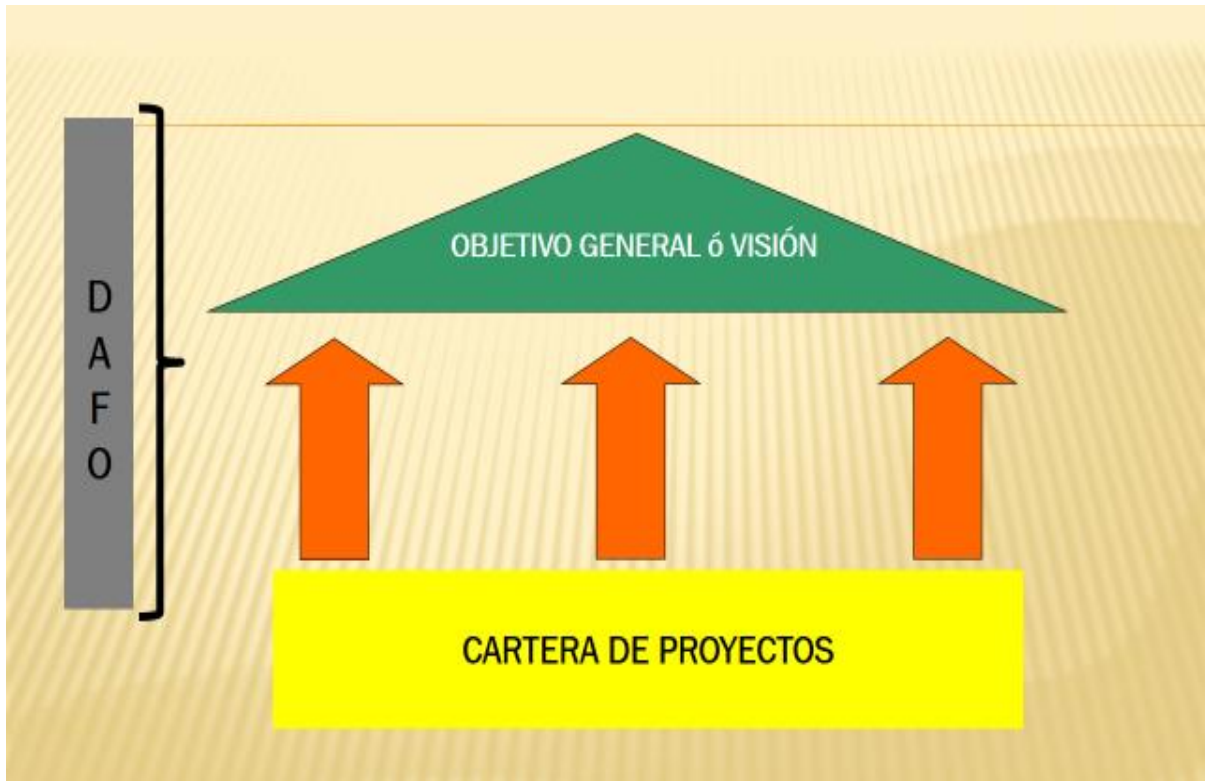 D
A
F
O
OBJETIVO GENERAL ó VISIÓN
CARTERA DE PROYECTOS